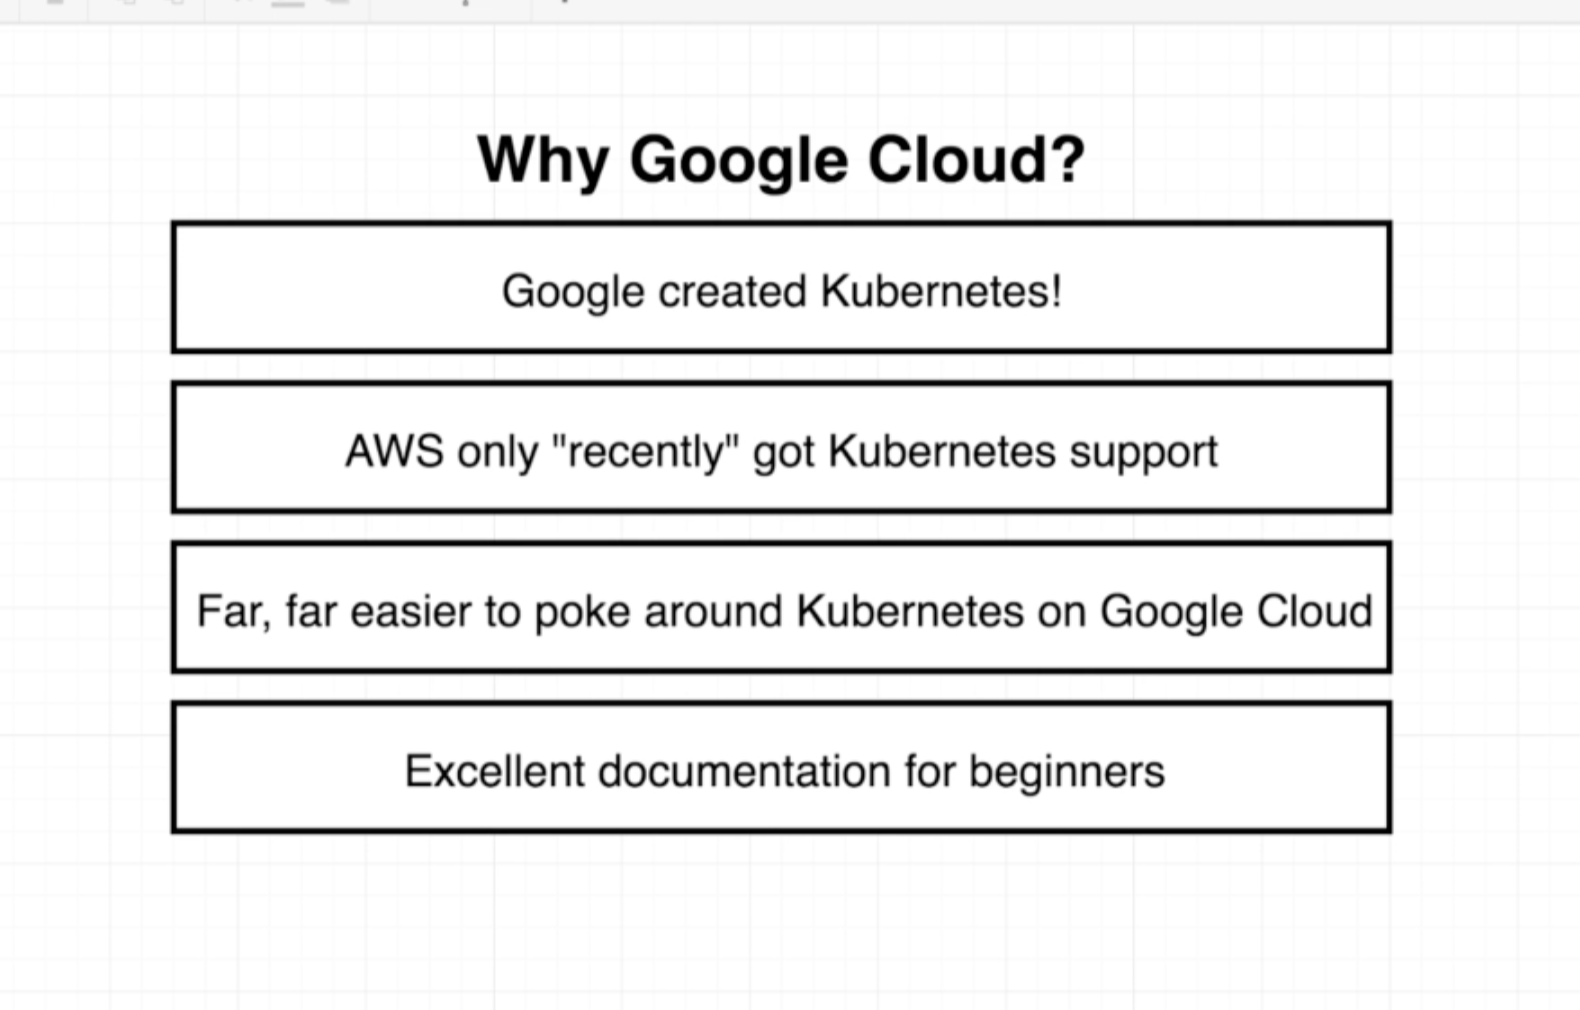 Why Google Cloud?
Google created Kubernetes!
AWS only "recently" got Kubernetes support
Far, far easier to poke around Kubernetes on Google Cloud
Excellent documentation for beginners